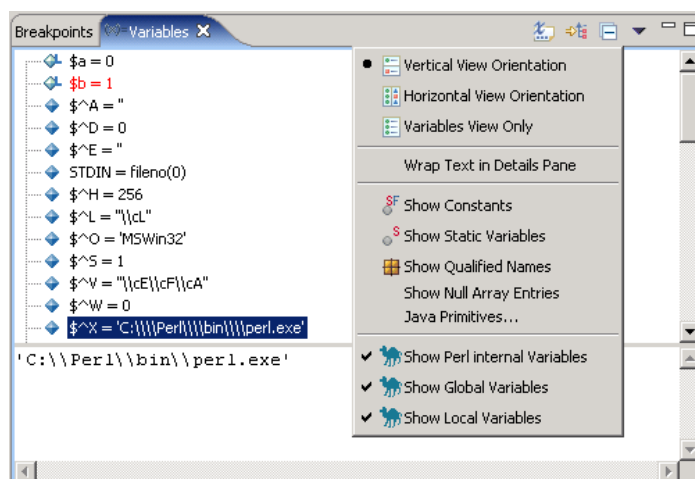 Breakpoints
Variables
$a = 0
$b = 1
$^A = ''
$^D = 0
$^E = ''
STDIN = fileno(0)
$^H = 256
$^L = "\\cL"
$^O = 'MSWin32'
$^S = 1
$^V = "\\cE\\cF\\cA"
$^W = 0
$^X = 'C:\\\\Perl\\\\bin\\\\perl.exe'
'C:\\Perl\\bin\\perl.exe'
Vertical View Orientation
Horizontal View Orientation
Variables View Only
Wrap Text in Details Pane
SF Show Constants
S Show Static Variables
Show Qualified Names
Show Null Array Entries
Java Primitives...
Show Perl internal Variables
Show Global Variables
Show Local Variables